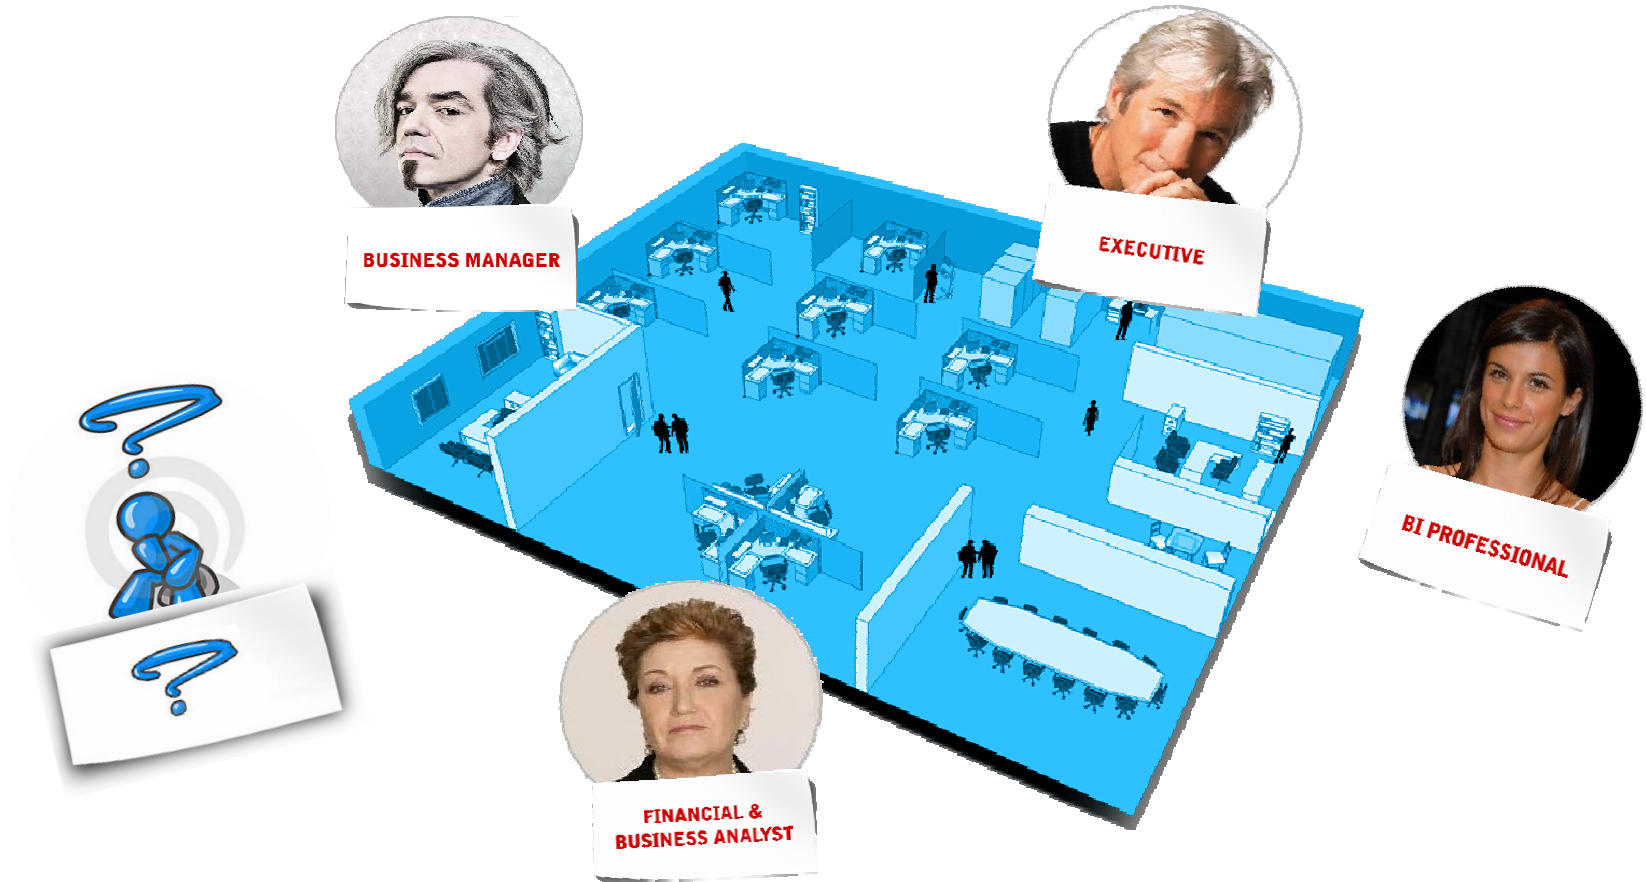 BUSINESS MANAGER
EXECUTIVE
BI PROFESSIONAL
?
?
FINANCIAL &
BUSINESS ANALYST